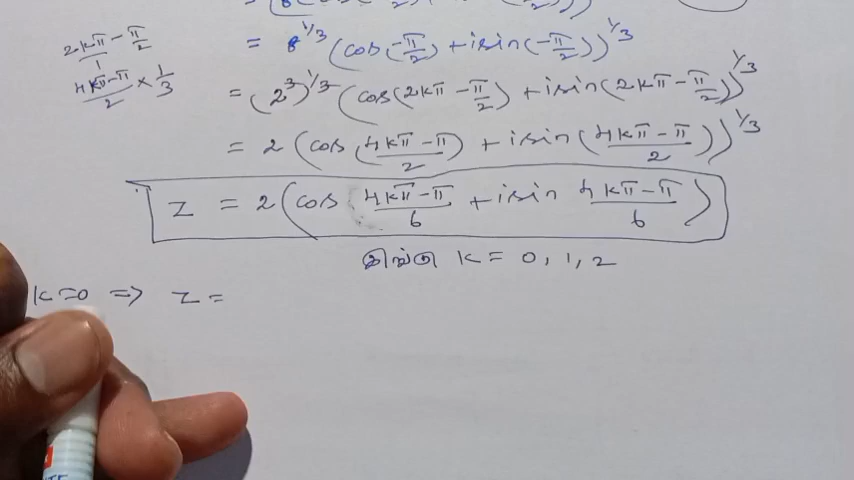 = 8^{1/3} (cos(-π/2) + i sin(-π/2))^{1/3}
2kπ - π/2
1
4kπ-π/2 × 1/3
= (2³)^{1/3} (cos(2kπ - π/2) + i sin(2kπ - π/2))^{1/3}
= 2 (cos (4kπ - π/2) + i sin (4kπ - π/2))^{1/3}
Z = 2 (cos 4kπ - π/6 + i sin 4kπ - π/6)
இங்கு k = 0, 1, 2
k=0 => Z =